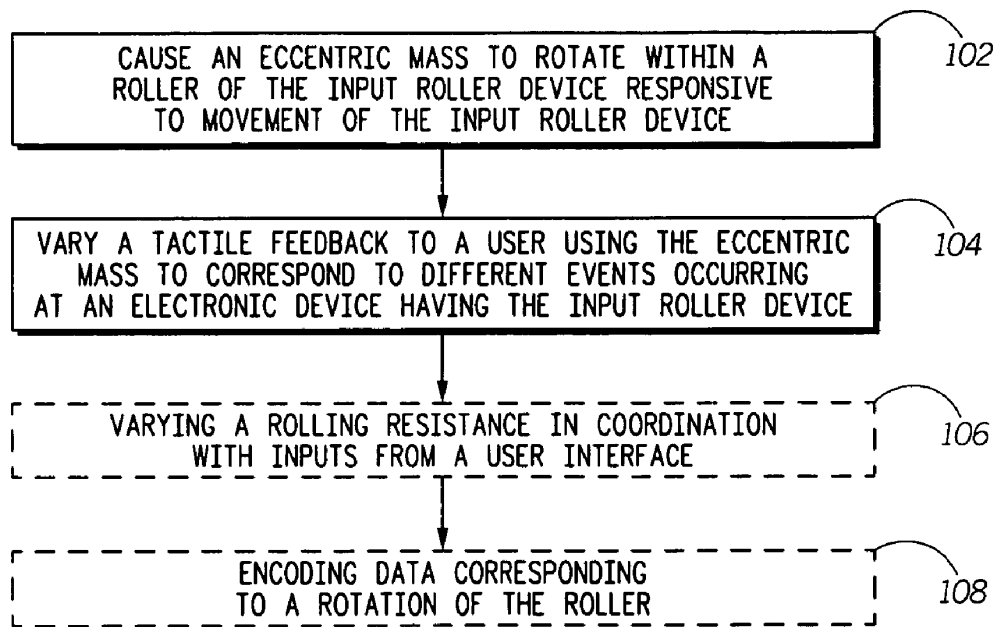 CAUSE AN ECCENTRIC MASS TO ROTATE WITHIN A
ROLLER OF THE INPUT ROLLER DEVICE RESPONSIVE
TO MOVEMENT OF THE INPUT ROLLER DEVICE
102
VARY A TACTILE FEEDBACK TO A USER USING THE ECCENTRIC
MASS TO CORRESPOND TO DIFFERENT EVENTS OCCURRING
AT AN ELECTRONIC DEVICE HAVING THE INPUT ROLLER DEVICE
104
VARYING A ROLLING RESISTANCE IN COORDINATION
WITH INPUTS FROM A USER INTERFACE
106
ENCODING DATA CORRESPONDING
TO A ROTATION OF THE ROLLER
108